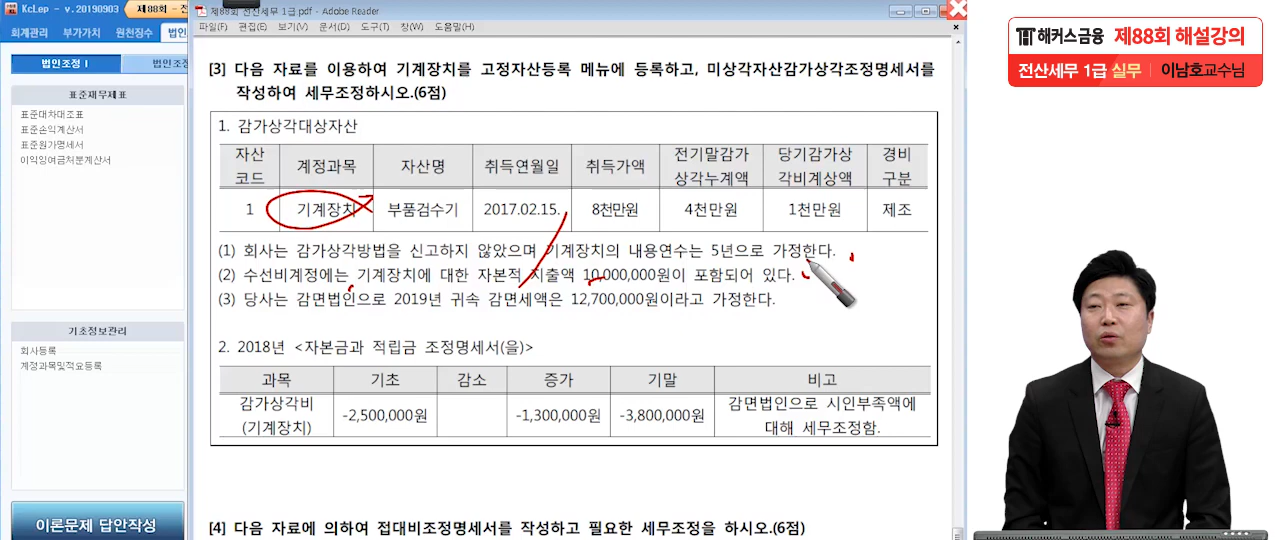 KcLep - v.20190903
제88회 - 전
제88회 전산세무 1급.pdf - Adobe Reader
파일(F) 편집(E) 보기(V) 문서(D) 도구(T) 창(W) 도움말(H)
회계관리 부가가치 원천징수 법인
법인조정 Ⅰ 법인조정
표준재무제표
표준대차대조표
표준손익계산서
표준원가명세서
이익잉여금처분계산서
기초정보관리
회사등록
계정과목및적요등록
이론문제 답안작성
[3] 다음 자료를 이용하여 기계장치를 고정자산등록 메뉴에 등록하고, 미상각자산감가상각조정명세서를
작성하여 세무조정하시오.(6점)
1. 감가상각대상자산
자산 코드 계정과목 자산명 취득연월일 취득가액 전기말감가 상각누계액 당기감가상 각비계상액 경비 구분
1 기계장치 부품검수기 2017.02.15. 8천만원 4천만원 1천만원 제조
(1) 회사는 감가상각방법을 신고하지 않았으며 기계장치의 내용연수는 5년으로 가정한다.
(2) 수선비계정에는 기계장치에 대한 자본적 지출액 10,000,000원이 포함되어 있다.
(3) 당사는 감면법인으로 2019년 귀속 감면세액은 12,700,000원이라고 가정한다.
2. 2018년 <자본금과 적립금 조정명세서(을)>
과목 기초 감소 증가 기말 비고
감가상각비 (기계장치) -2,500,000원 -1,300,000원 -3,800,000원 감면법인으로 시인부족액에 대해 세무조정함.
[4] 다음 자료에 의하여 접대비조정명세서를 작성하고 필요한 세무조정을 하시오.(6점)
해커스금융 제88회 해설강의
전산세무 1급 실무 이남호교수님